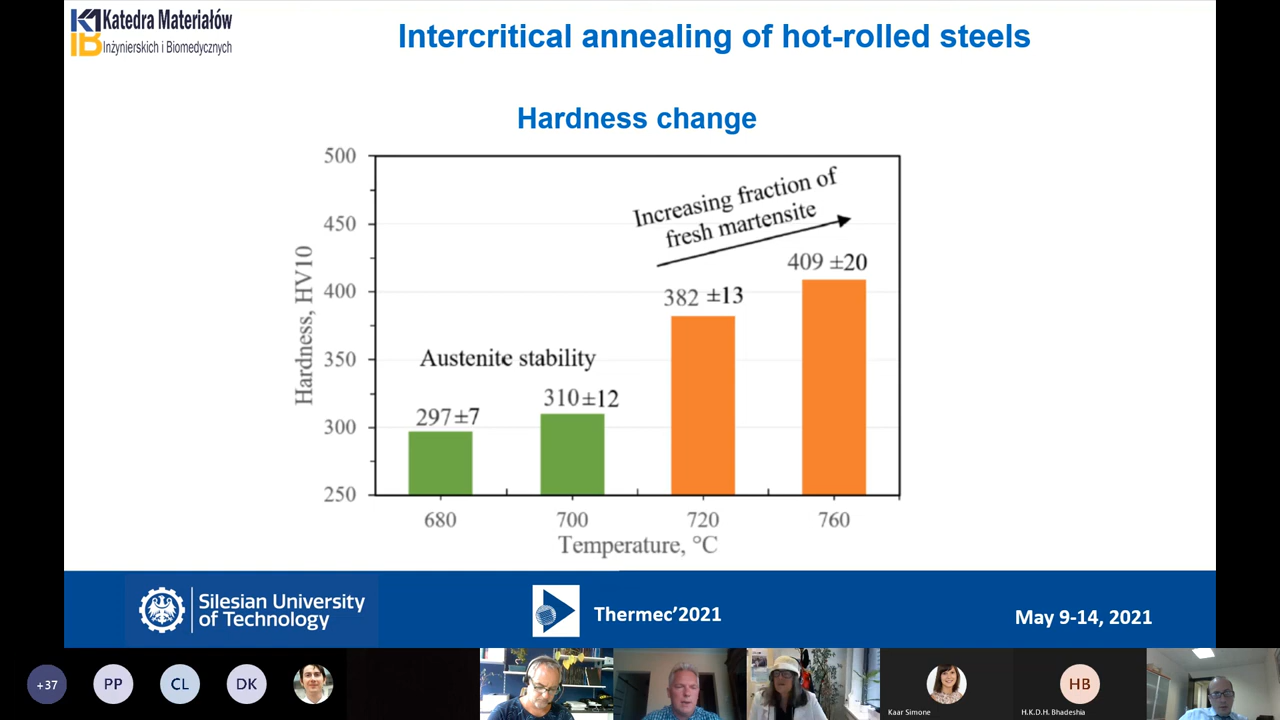 Katedra Materiałów
Inżynierskich i Biomedycznych
Intercritical annealing of hot-rolled steels
Hardness change
500
450
400
350
300
250
Hardness, HV10
Increasing fraction of
fresh martensite
409 ±20
382 ±13
Austenite stability
310±12
297±7
680
700
720
760
Temperature, °C
Silesian University
of Technology
Thermec'2021
May 9-14, 2021
+37
PP
CL
DK
Kaar Simone
HB
H.K.D.H. Bhadeshia